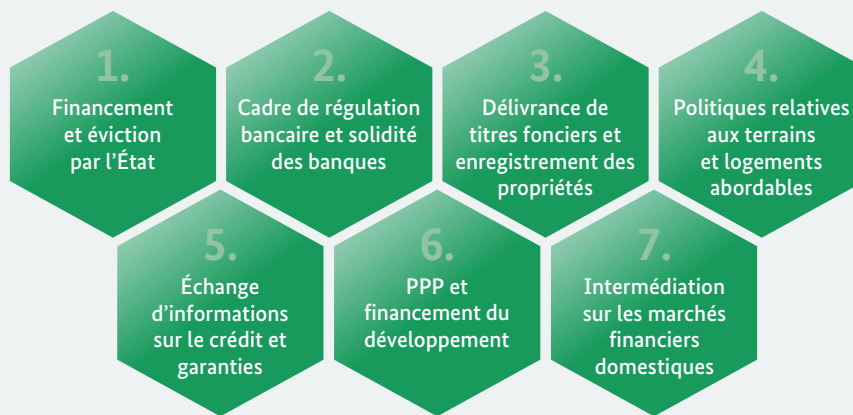 1.
Financement
et éviction
par l’État
2.
Cadre de régulation
bancaire et solidité
des banques
3.
Délivrance de
titres fonciers et
enregistrement des
propriétés
4.
Politiques relatives
aux terrains
et logements
abordables
5.
Échange
d’informations
sur le crédit et
garanties
6.
PPP et
financement du
développement
7.
Intermédiation
sur les marchés
financiers
domestiques